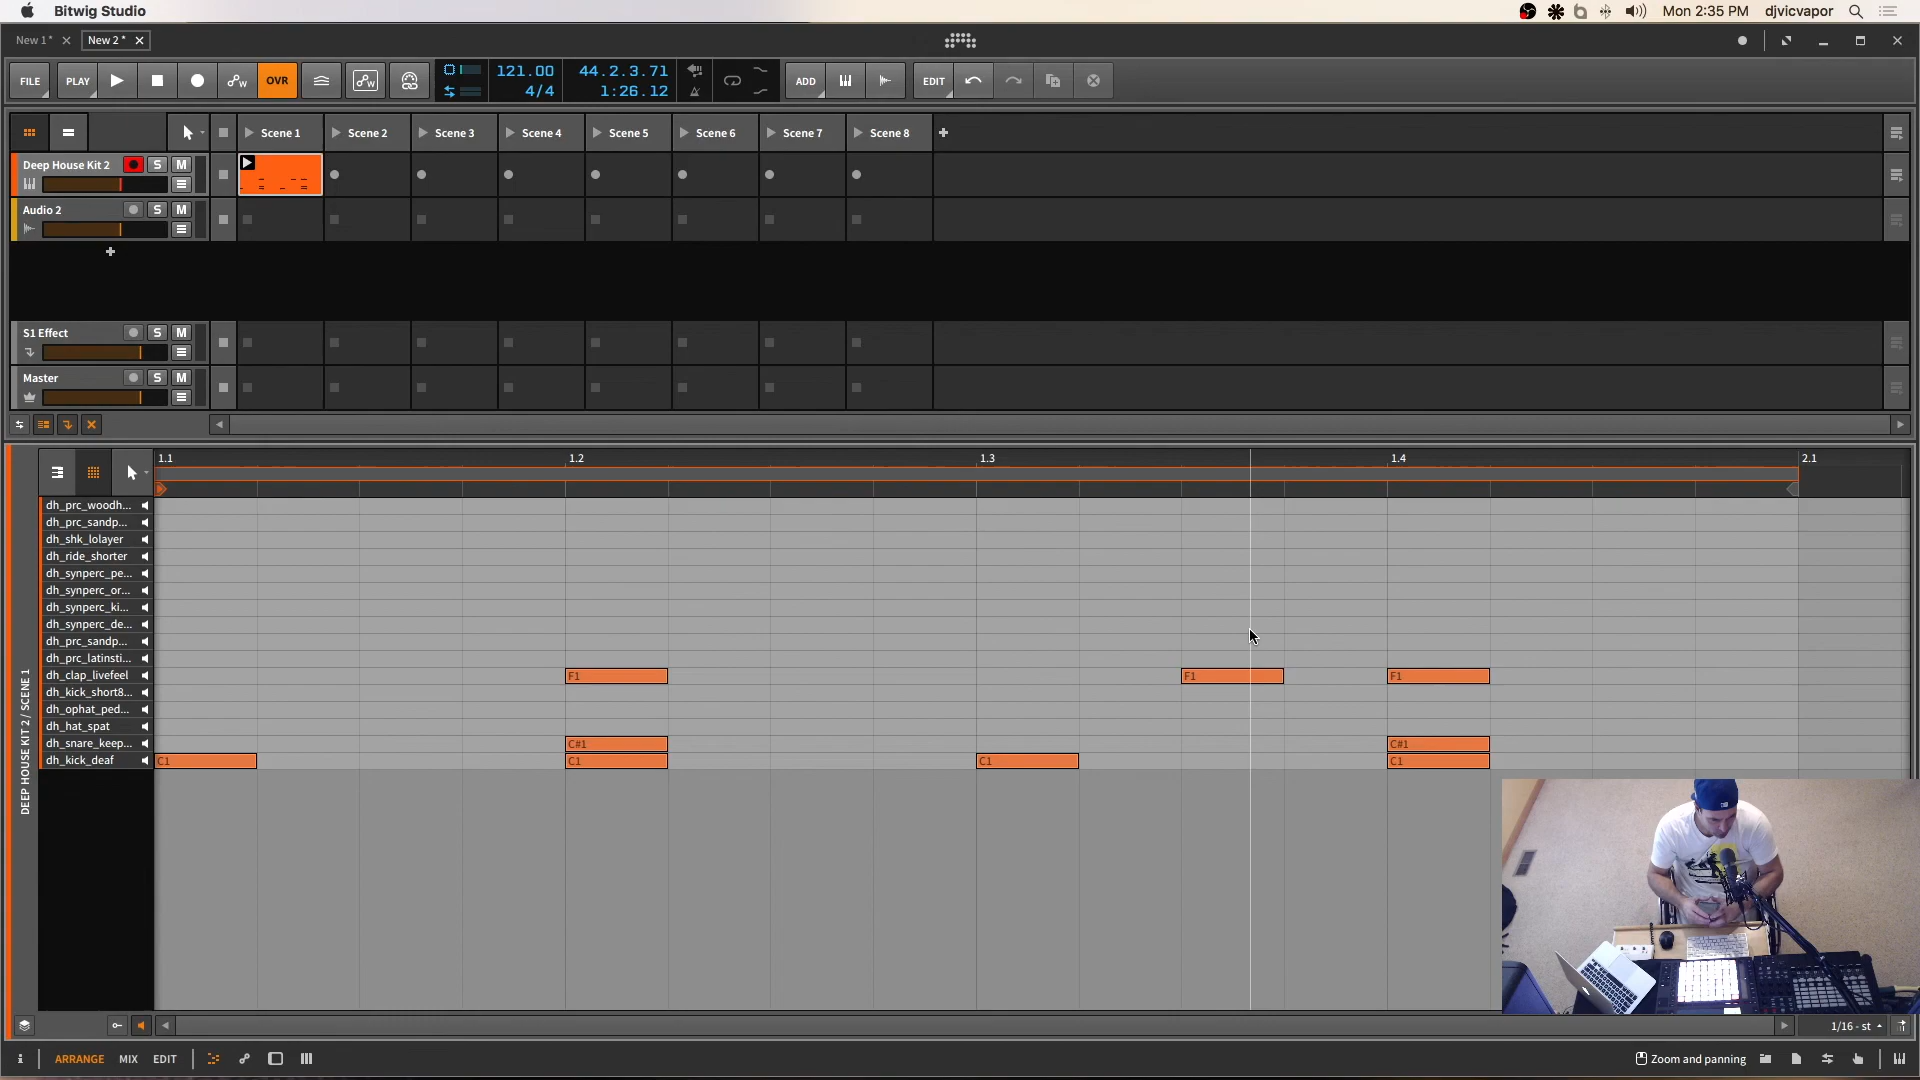 Bitwig Studio
Mon 2:35 PM djvicvapor
New 1 *
New 2 *
FILE PLAY OVR 121.00 44.2.3.71 ADD EDIT
4/4 1:26.12
Scene 1 Scene 2 Scene 3 Scene 4 Scene 5 Scene 6 Scene 7 Scene 8
Deep House Kit 2 S M
Audio 2 S M
S1 Effect S M
Master S M
1.1 1.2 1.3 1.4 2.1
dh_prc_woodh...
dh_prc_sandp...
dh_shk_lolayer
dh_ride_shorter
dh_synperc_pe...
dh_synperc_or...
dh_synperc_ki...
dh_synperc_de...
dh_prc_sandp...
dh_prc_latinsti...
dh_clap_livefeel F1 F1 F1
dh_kick_short8...
dh_ophat_ped...
dh_hat_spat
dh_snare_keep... C#1 C#1
dh_kick_deaf C1 C1 C1 C1
DEEP HOUSE KIT 2 / SCENE 1
1/16 - st
i ARRANGE MIX EDIT
Zoom and panning